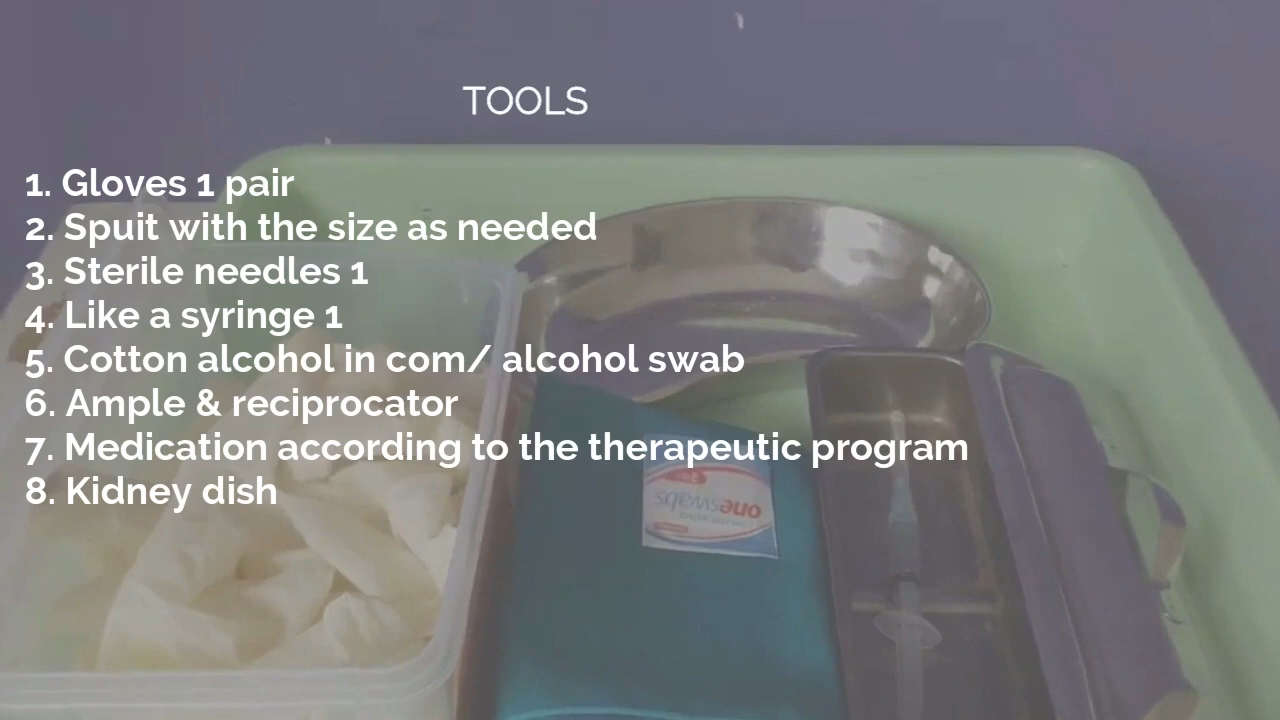 TOOLS
1. Gloves 1 pair
2. Spuit with the size as needed
3. Sterile needles 1
4. Like a syringe 1
5. Cotton alcohol in com/ alcohol swab
6. Ample & reciprocator
7. Medication according to the therapeutic program
8. Kidney dish
oneswabs